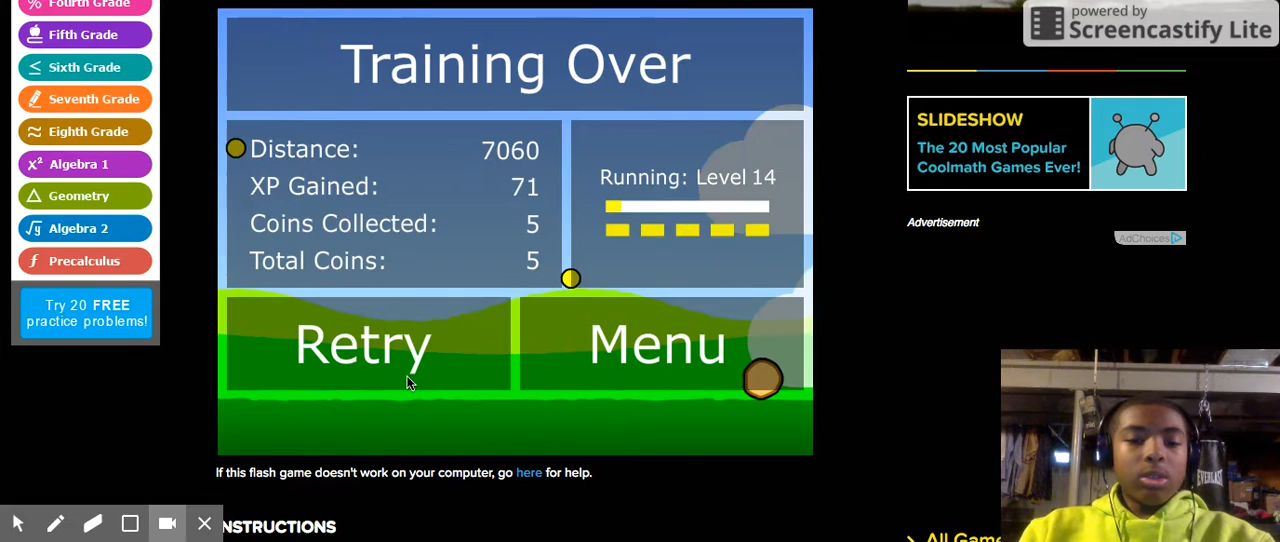 Fourth Grade
Fifth Grade
Sixth Grade
Seventh Grade
Eighth Grade
Algebra 1
Geometry
Algebra 2
Precalculus
Try 20 FREE
practice problems!
Training Over
Distance: 7060
XP Gained: 71
Coins Collected: 5
Total Coins: 5
Running: Level 14
Retry
Menu
If this flash game doesn't work on your computer, go here for help.
NSTRUCTIONS
powered by
Screencastify Lite
SLIDESHOW
The 20 Most Popular
Coolmath Games Ever!
Advertisement
AdChoices
EVERLAST
All Game